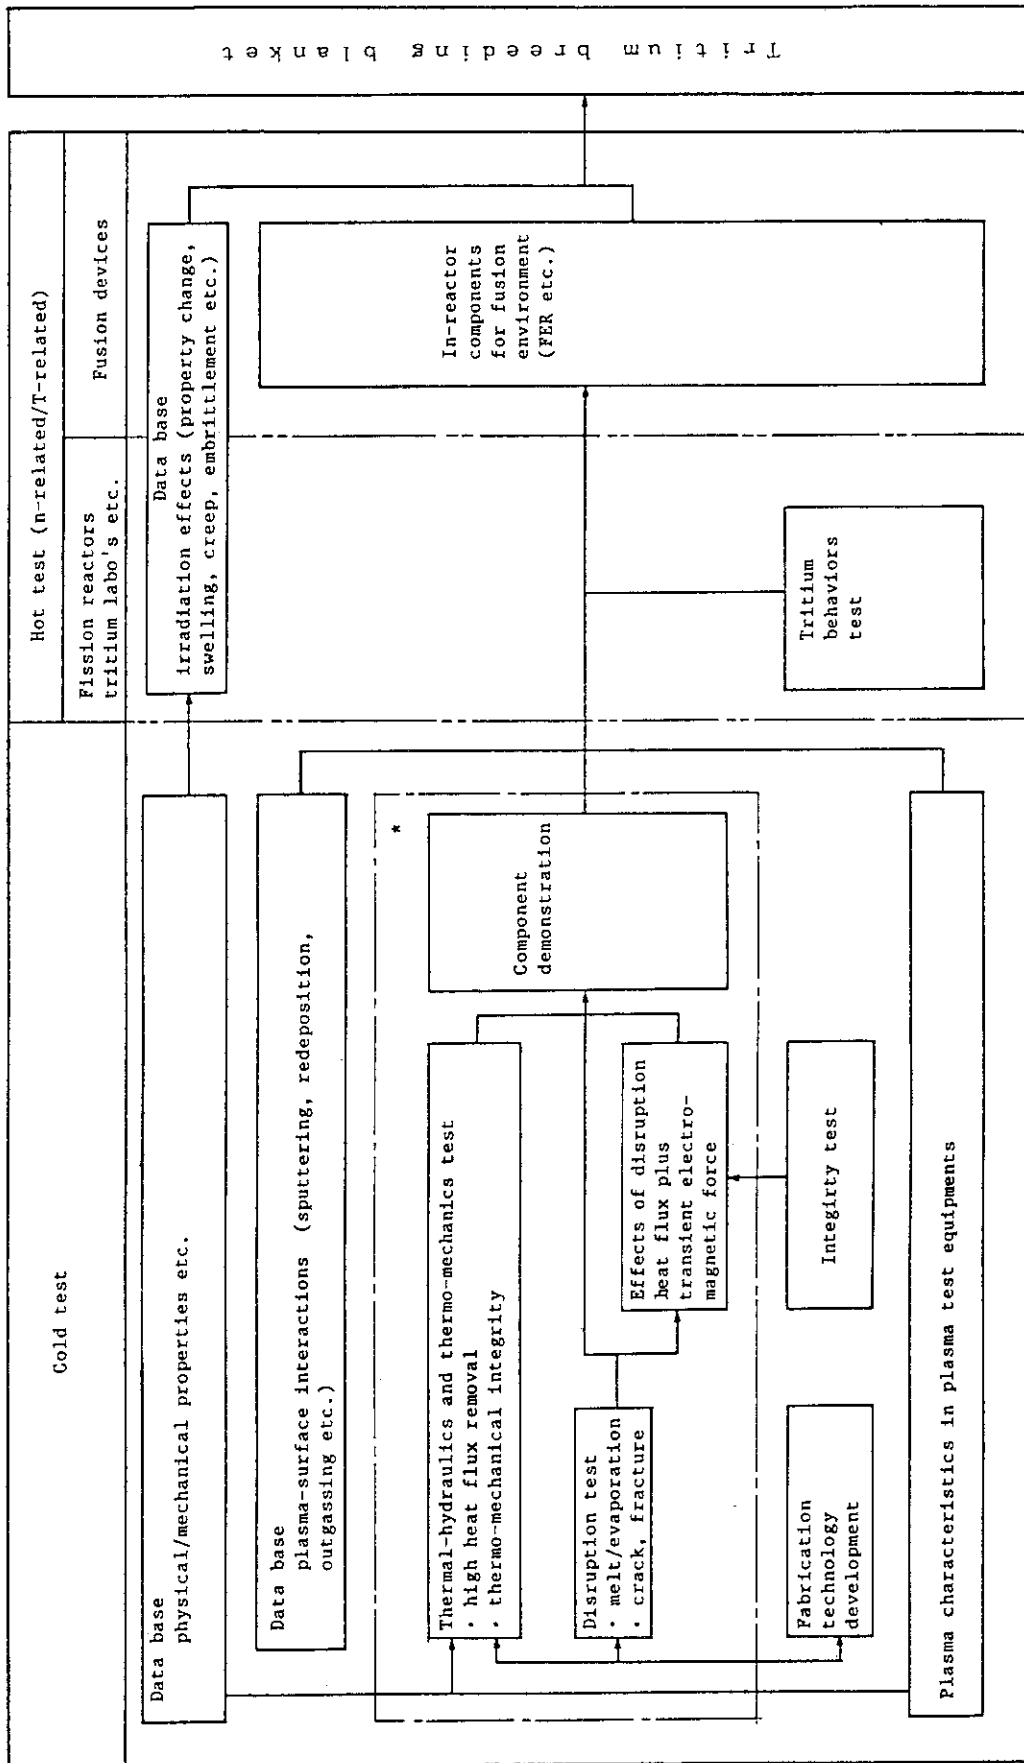 Cold test
Hot test (n-related/T-related)
Fission reactors
tritium labo's etc.
Fusion devices
Data base
physical/mechanical properties etc.
Data base
irradiation effects (property change,
swelling, creep, embrittlement etc.)
Data base
plasma-surface interactions (sputtering, redeposition,
outgassing etc.)
*
Thermal-hydraulics and thermo-mechanics test
· high heat flux removal
· thermo-mechanical integrity
Component
demonstration
In-reactor
components
for fusion
environment
(FER etc.)
Disruption test
· melt/evaporation
· crack, fracture
Effects of disruption
heat flux plus
transient electro-
magnetic force
Fabrication
technology
development
Integirty test
Tritium
behaviors
test
Plasma characteristics in plasma test equipments
Tritium breeding blanket